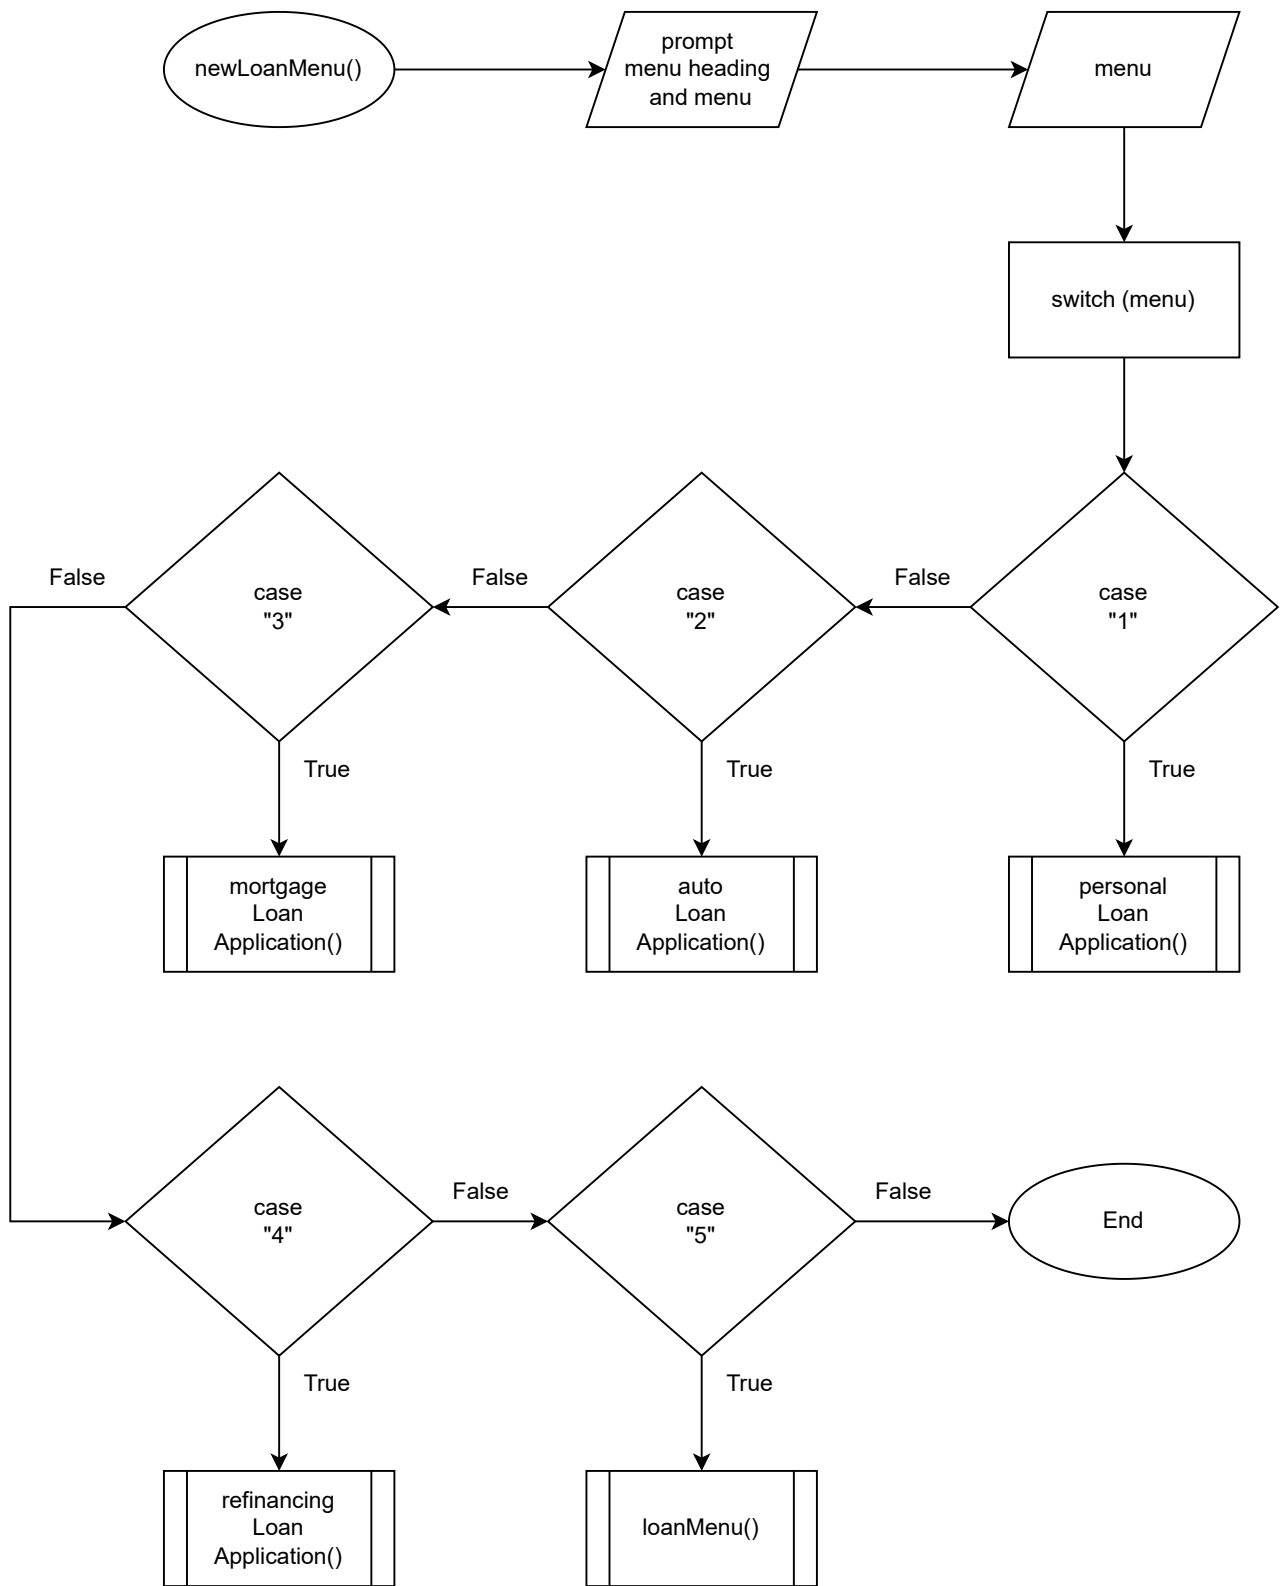 newLoanMenu()
prompt
menu heading
and menu
menu
switch (menu)
False
case
"3"
True
False
case
"2"
True
False
case
"1"
True
mortgage
Loan
Application()
auto
Loan
Application()
personal
Loan
Application()
case
"4"
False
True
case
"5"
False
True
End
refinancing
Loan
Application()
loanMenu()